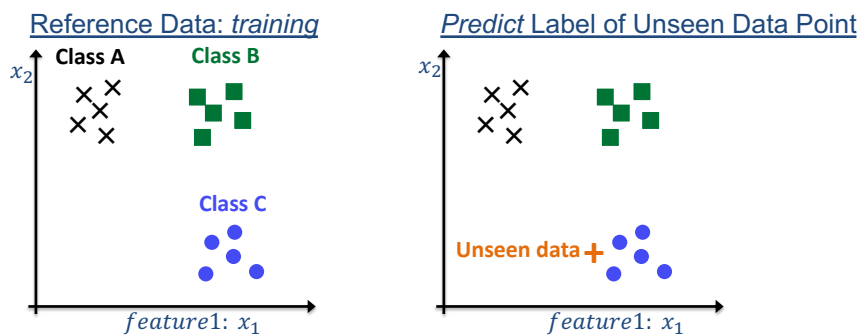 Reference Data: training
Class A
Class B
x₂
Class C
feature1: x₁
Predict Label of Unseen Data Point
x₂
Unseen data
feature1: x₁